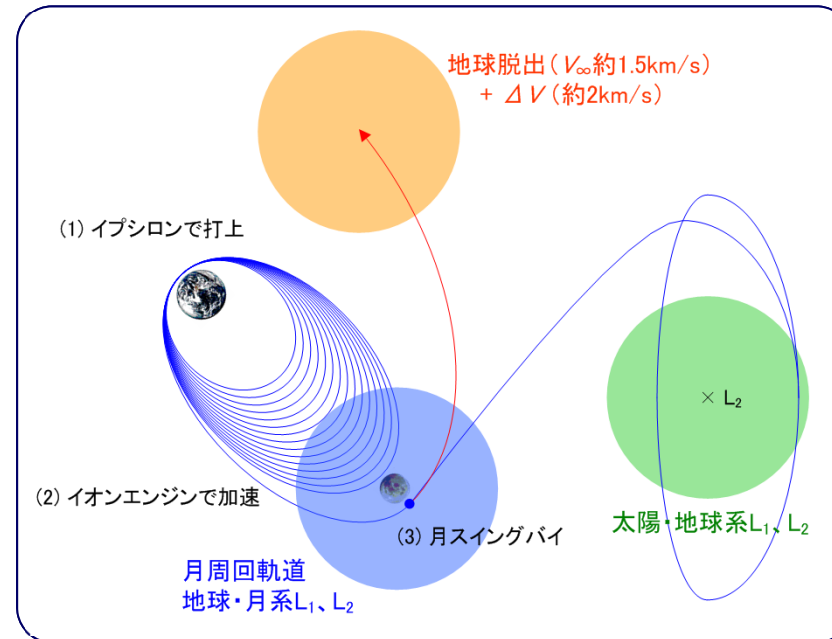 地球脱出（V∞約1.5km/s）
+ ΔV（約2km/s）
(1) イプシロンで打上
× L₂
(2) イオンエンジンで加速
(3) 月スイングバイ
太陽・地球系L₁、L₂
月周回軌道
地球・月系L₁、L₂